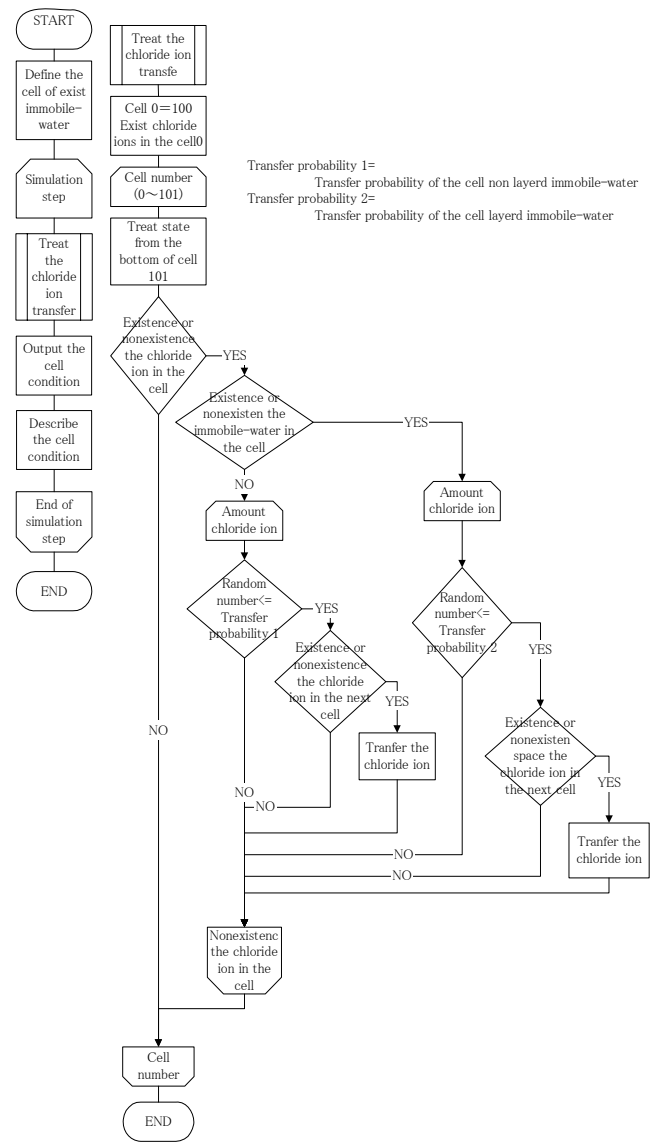 START
Define the
cell of exist
immobile-
water
Simulation
step
Treat
the
chloride
ion
transfer
Output the
cell
condition
Describe
the cell
condition
End of
simulation
step
END
Treat the
chloride ion
transfe
Cell 0＝100
Exist chloride
ions in the cell0
Cell number
(0～101)
Treat state
from the
bottom of cell
101
Transfer probability 1=
Transfer probability of the cell non layerd immobile-water
Transfer probability 2=
Transfer probability of the cell layerd immobile-water
Existence or
nonexistence
the chloride
ion in the
cell
YES
Existence or
nonexisten the
immobile-water in
the cell
YES
NO
Amount
chloride ion
Amount
chloride ion
Random
number<=
Transfer
probability 1
YES
Existence or
nonexistence
the chloride
ion in the next
cell
YES
Tranfer the
chloride ion
Random
number<=
Transfer
probability 2
YES
Existence or
nonexisten
space the
chloride ion in
the next cell
YES
Tranfer the
chloride ion
NO
NO
NO
NO
NO
Nonexistenc
the chloride
ion in the
cell
Cell
number
END